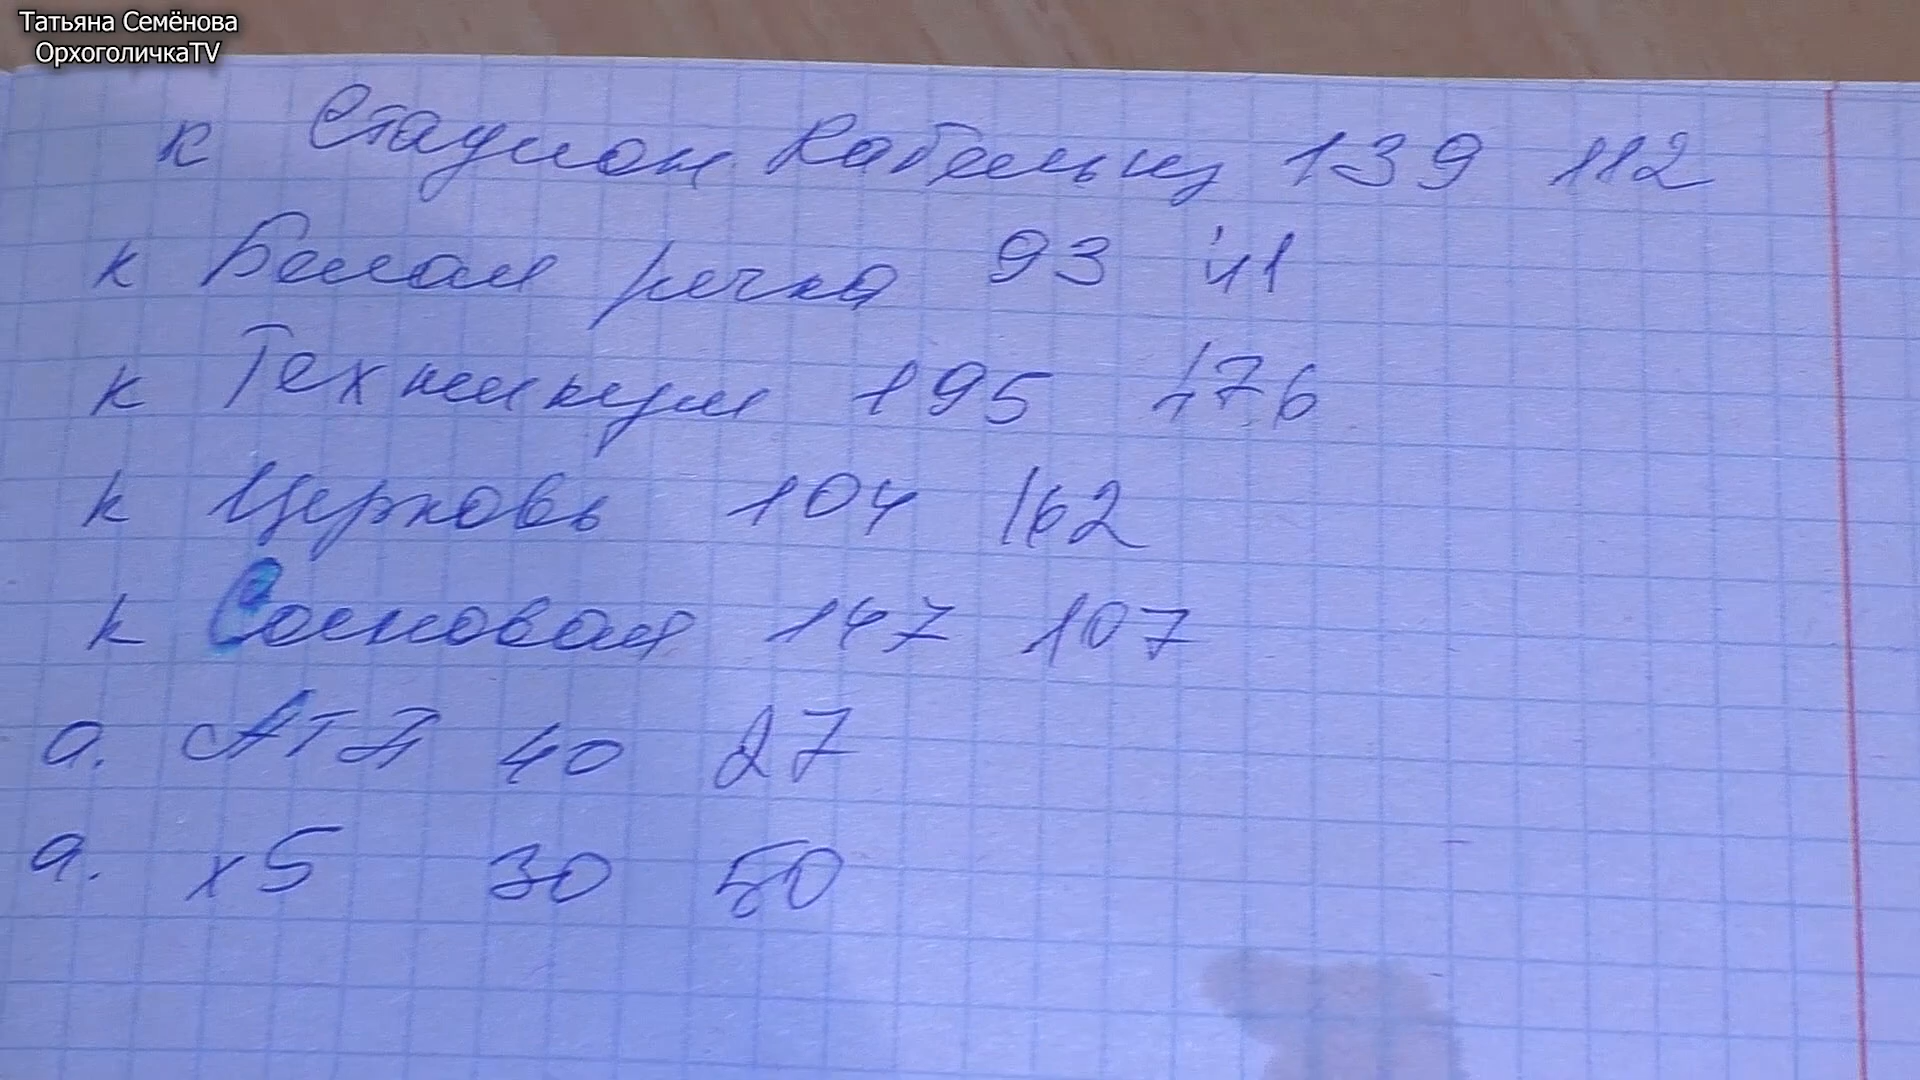 Татьяна Семёнова
ОрхоголичкаTV
к Стадион Кабельщ 139 112
к Белая речка 93 41
к Техникум 195 176
к Церковь 104 162
к Сосновая 147 107
а. АТП 40 27
а. х5 30 50